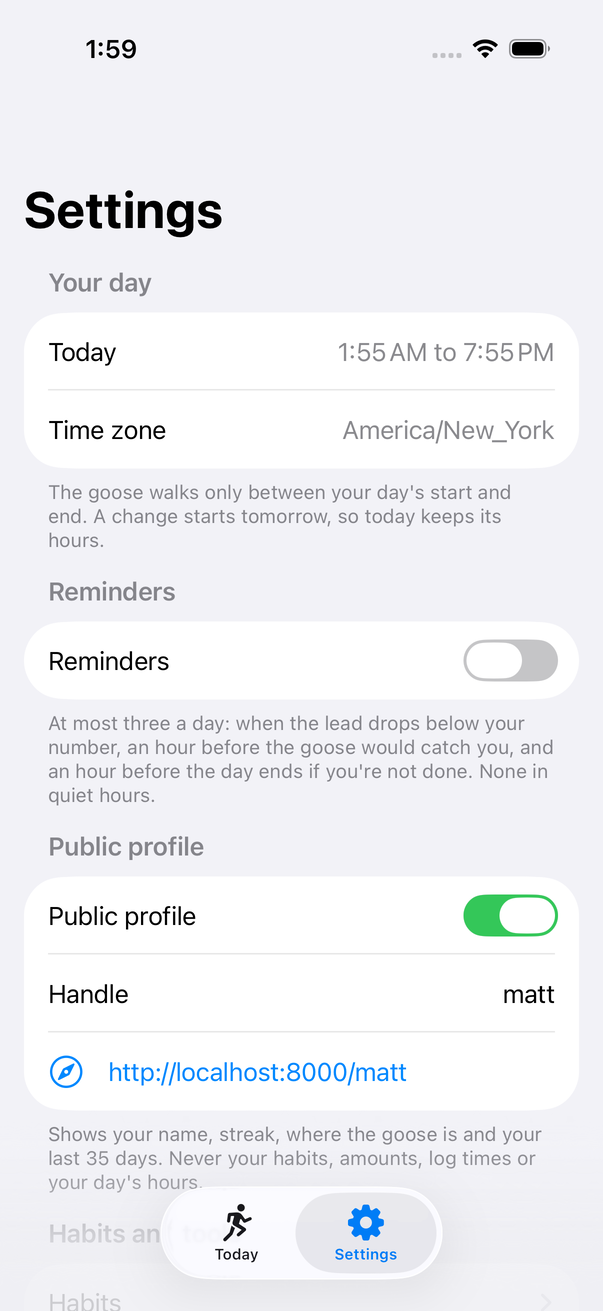 1:59
Settings
Your day
Today 1:55 AM to 7:55 PM
Time zone America/New_York
The goose walks only between your day's start and
end. A change starts tomorrow, so today keeps its
hours.
Reminders
Reminders
At most three a day: when the lead drops below your
number, an hour before the goose would catch you, and
an hour before the day ends if you're not done. None in
quiet hours.
Public profile
Public profile
Handle matt
http://localhost:8000/matt
Shows your name, streak, where the goose is and your
last 35 days. Never your habits, amounts, log times or
your day's hours.
Habits an
Today Settings
Habits